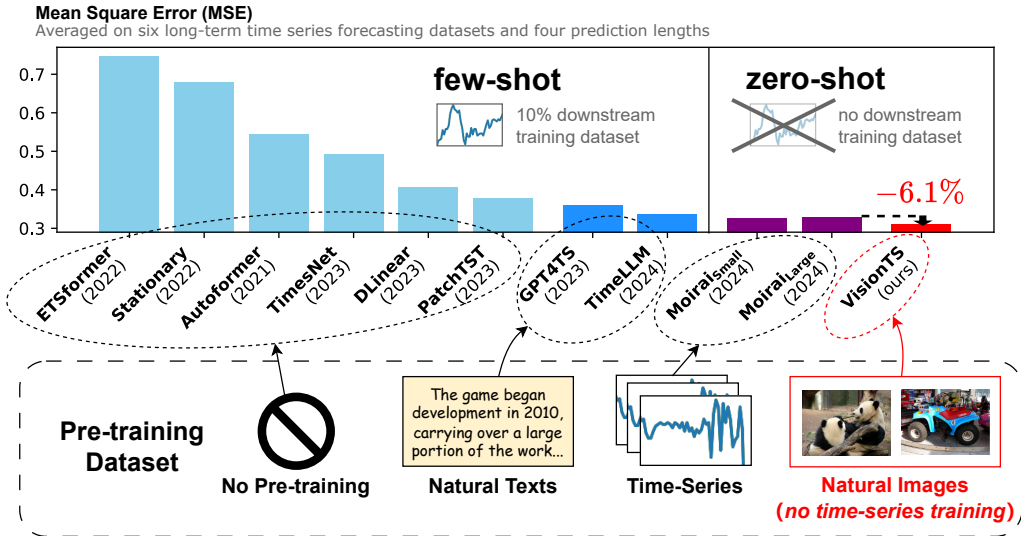 Mean Square Error (MSE)
Averaged on six long-term time series forecasting datasets and four prediction lengths
0.7
0.6
0.5
0.4
0.3
few-shot
10% downstream
training dataset
zero-shot
no downstream
training dataset
−6.1%
ETSformer
(2022)
Stationary
(2022)
Autoformer
(2021)
TimesNet
(2023)
DLinear
(2023)
PatchTST
(2023)
GPT4TS
(2023)
TimeLLM
(2024)
MoiraiSmall
(2024)
MoiraiLarge
(2024)
VisionTS
(ours)
Pre-training
Dataset
No Pre-training
The game began
development in 2010,
carrying over a large
portion of the work...
Natural Texts
Time-Series
Natural Images
(no time-series training)